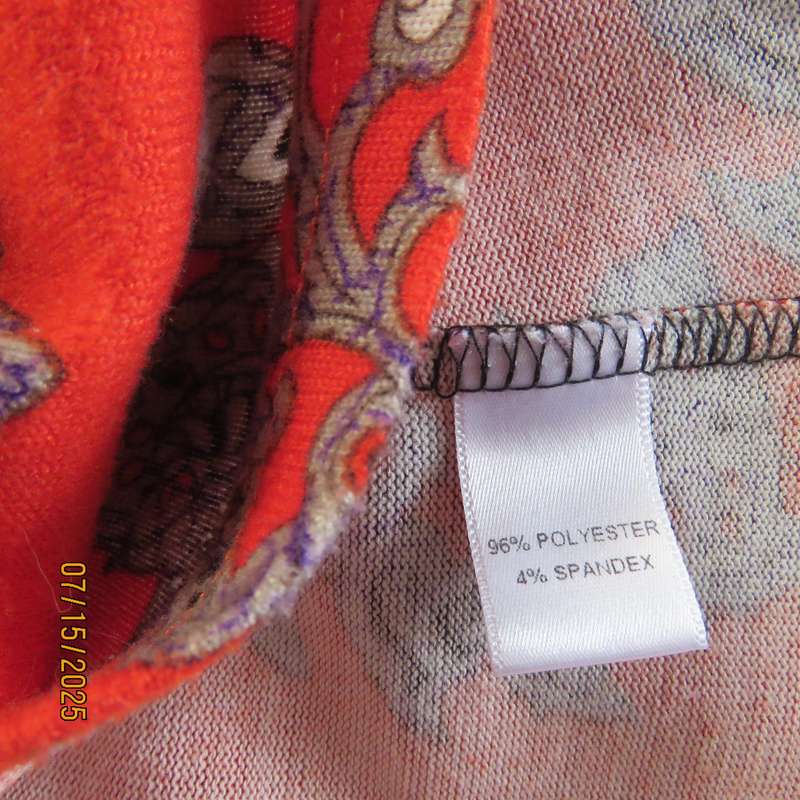 96% POLYESTER
4% SPANDEX
07/15/2025